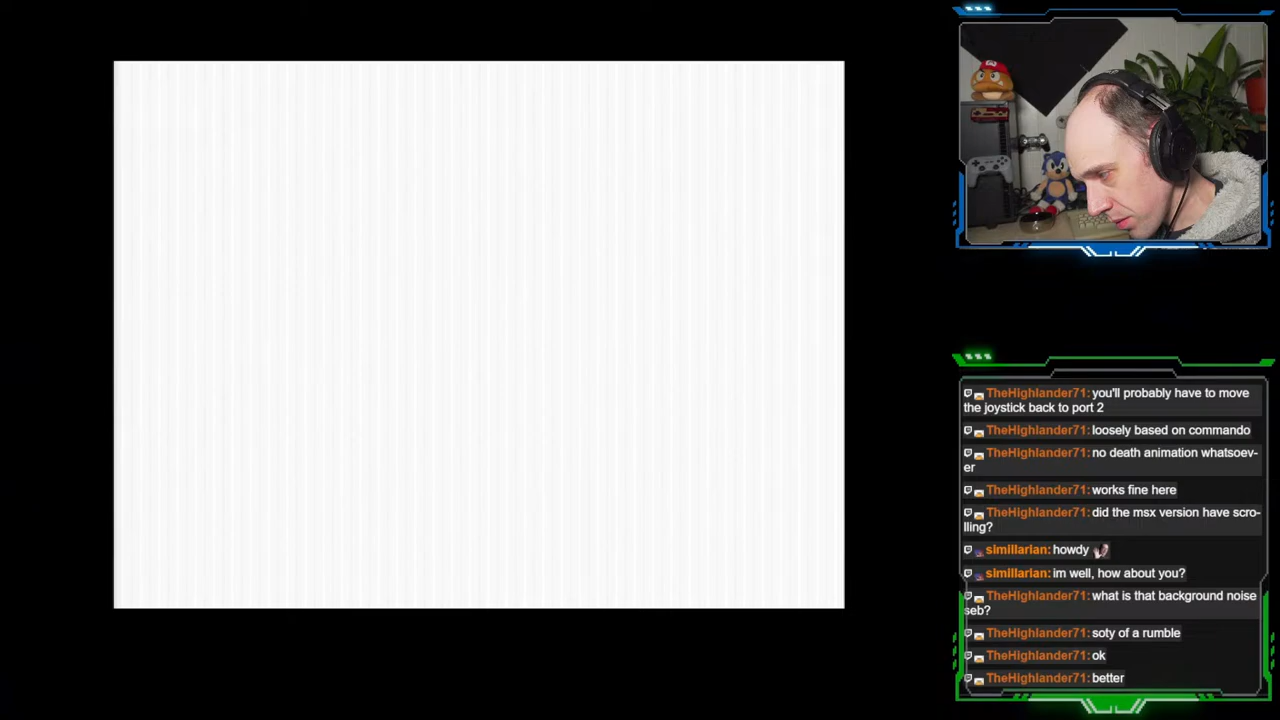 TheHighlander71: you'll probably have to move
the joystick back to port 2
TheHighlander71: loosely based on commando
TheHighlander71: no death animation whatsoev-
er
TheHighlander71: works fine here
TheHighlander71: did the msx version have scro-
lling?
simillarian: howdy
simillarian: im well, how about you?
TheHighlander71: what is that background noise
seb?
TheHighlander71: soty of a rumble
TheHighlander71: ok
TheHighlander71: better